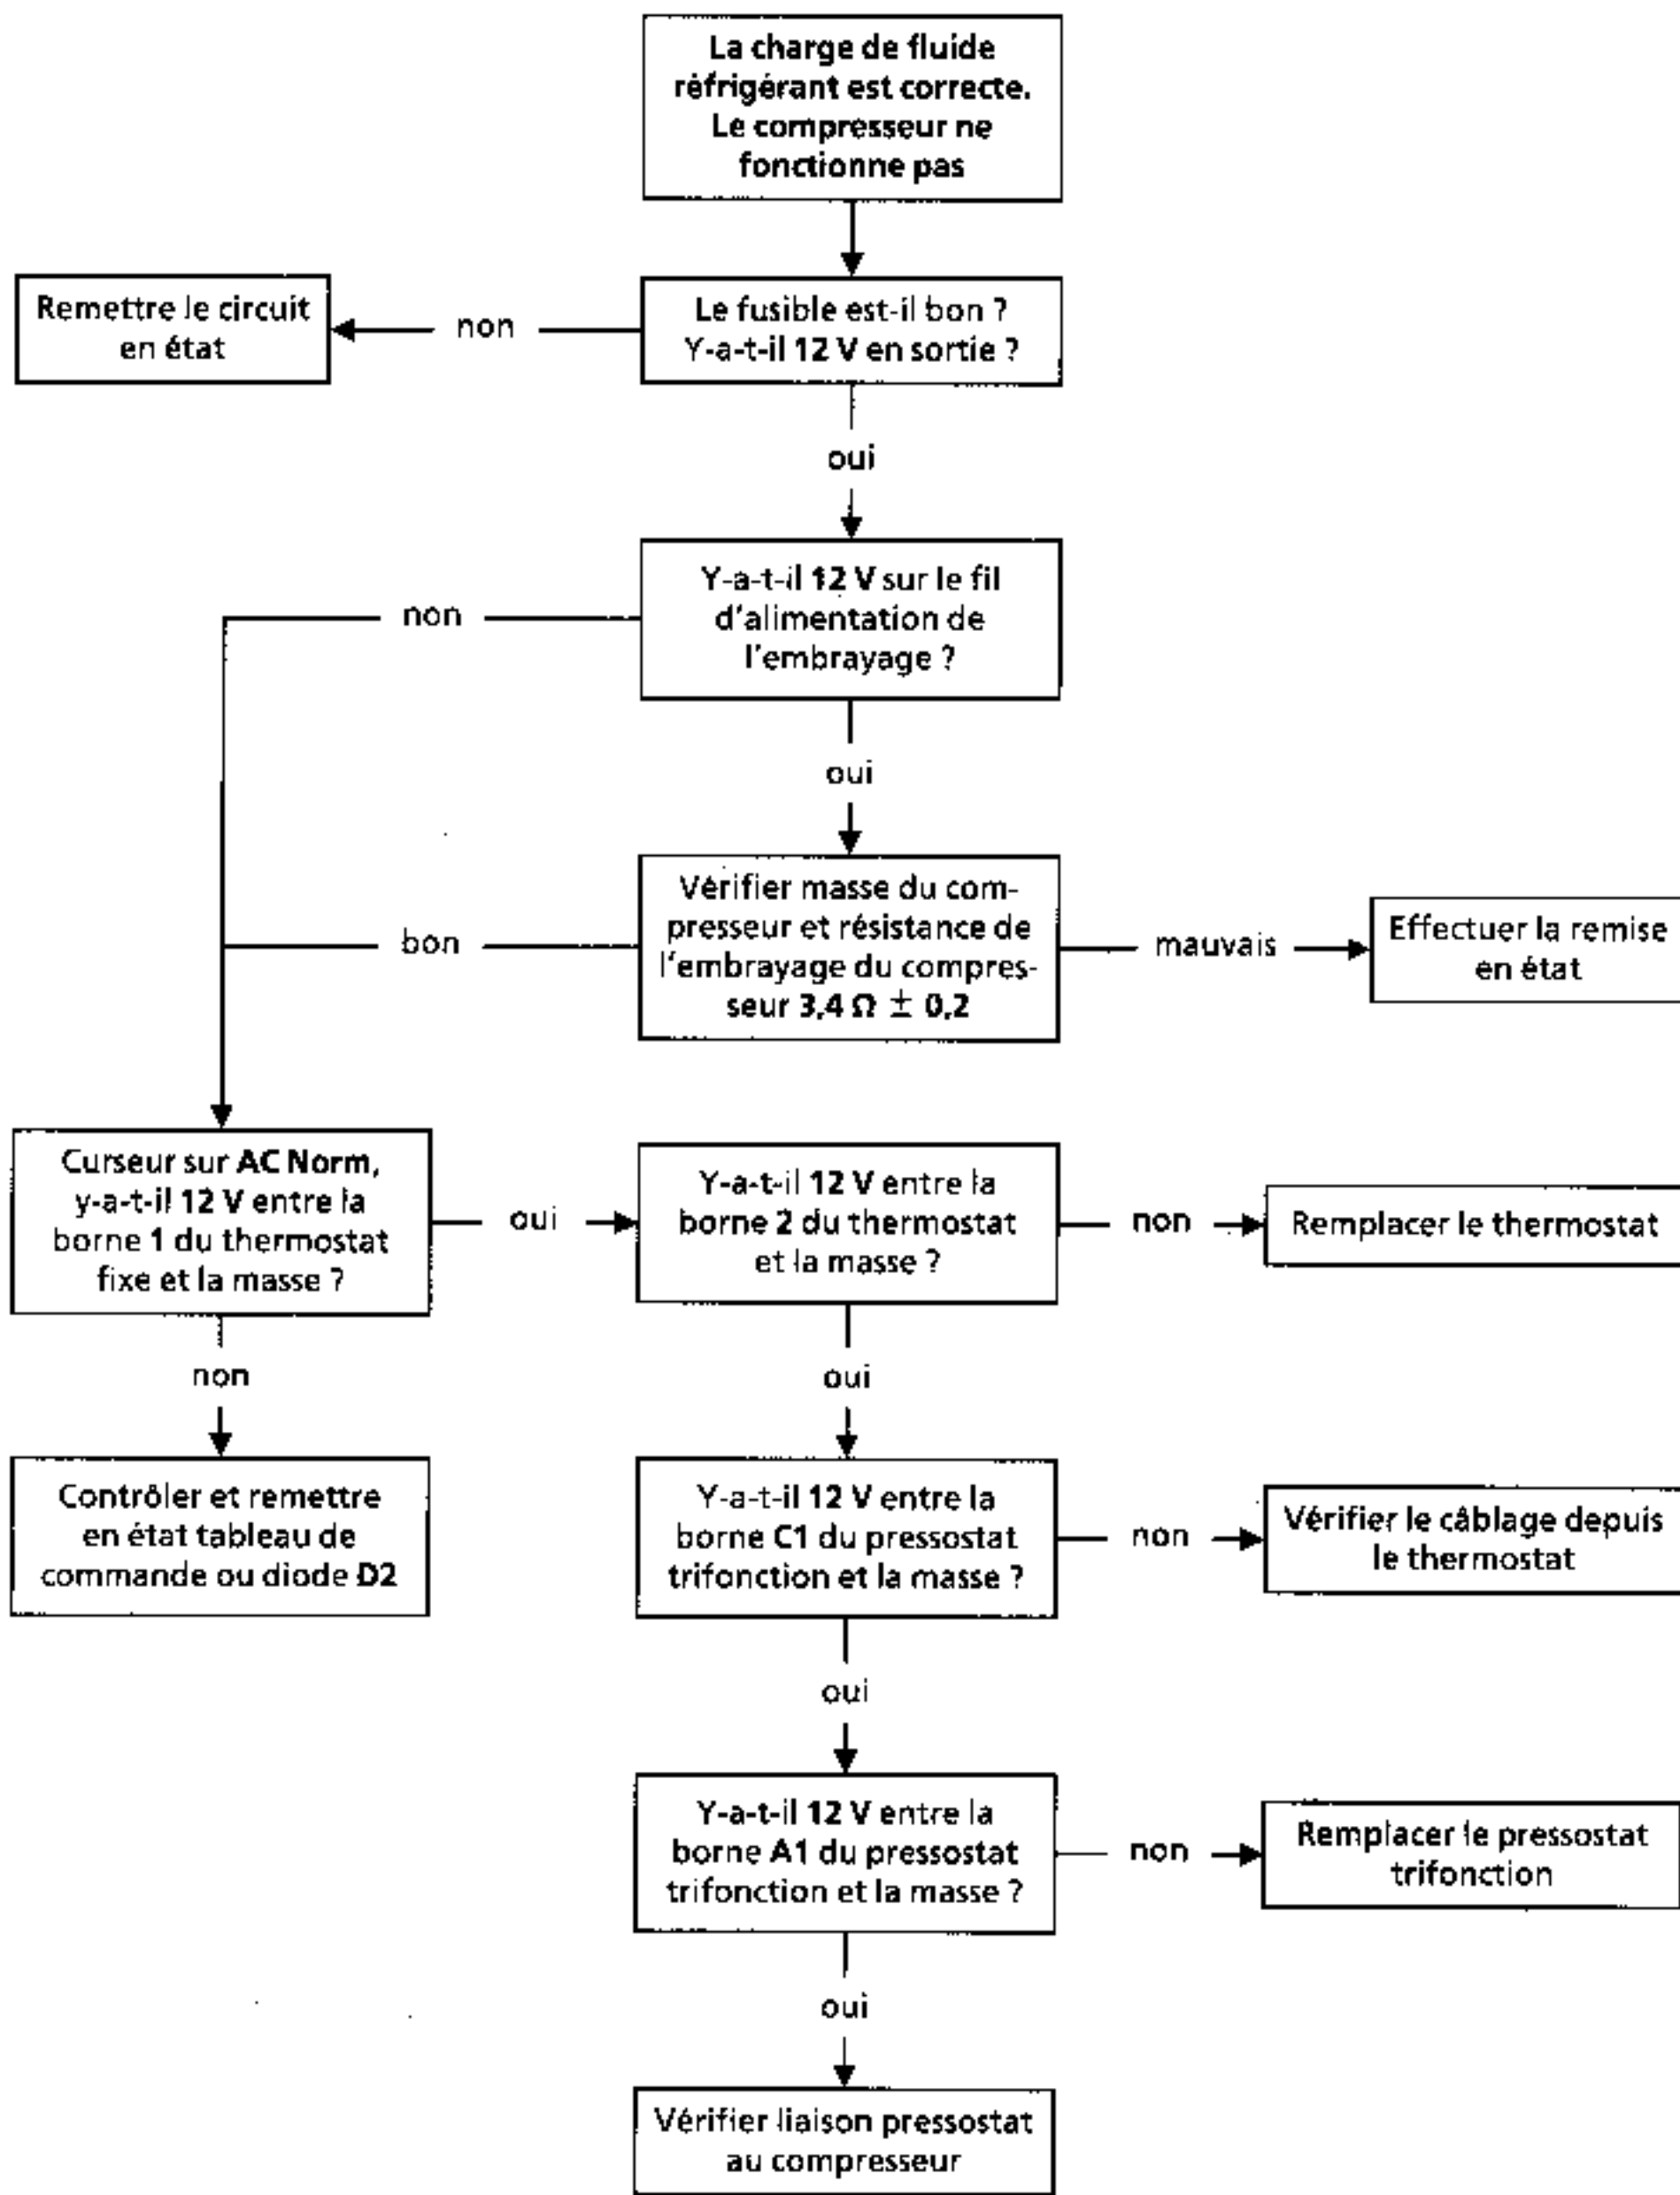 La charge de fluide
réfrigérant est correcte.
Le compresseur ne
fonctionne pas
Remettre le circuit
en état
non
Le fusible est-il bon ?
Y-a-t-il 12 V en sortie ?
oui
Y-a-t-il 12 V sur le fil
d'alimentation de
l'embrayage ?
non
oui
Vérifier masse du com-
presseur et résistance de
l'embrayage du compres-
seur 3,4 Ω ± 0,2
bon
mauvais
Effectuer la remise
en état
Curseur sur AC Norm,
y-a-t-il 12 V entre la
borne 1 du thermostat
fixe et la masse ?
oui
Y-a-t-il 12 V entre la
borne 2 du thermostat
et la masse ?
non
Remplacer le thermostat
non
oui
Contrôler et remettre
en état tableau de
commande ou diode D2
Y-a-t-il 12 V entre la
borne C1 du pressostat
trifonction et la masse ?
non
Vérifier le câblage depuis
le thermostat
oui
Y-a-t-il 12 V entre la
borne A1 du pressostat
trifonction et la masse ?
non
Remplacer le pressostat
trifonction
oui
Vérifier liaison pressostat
au compresseur